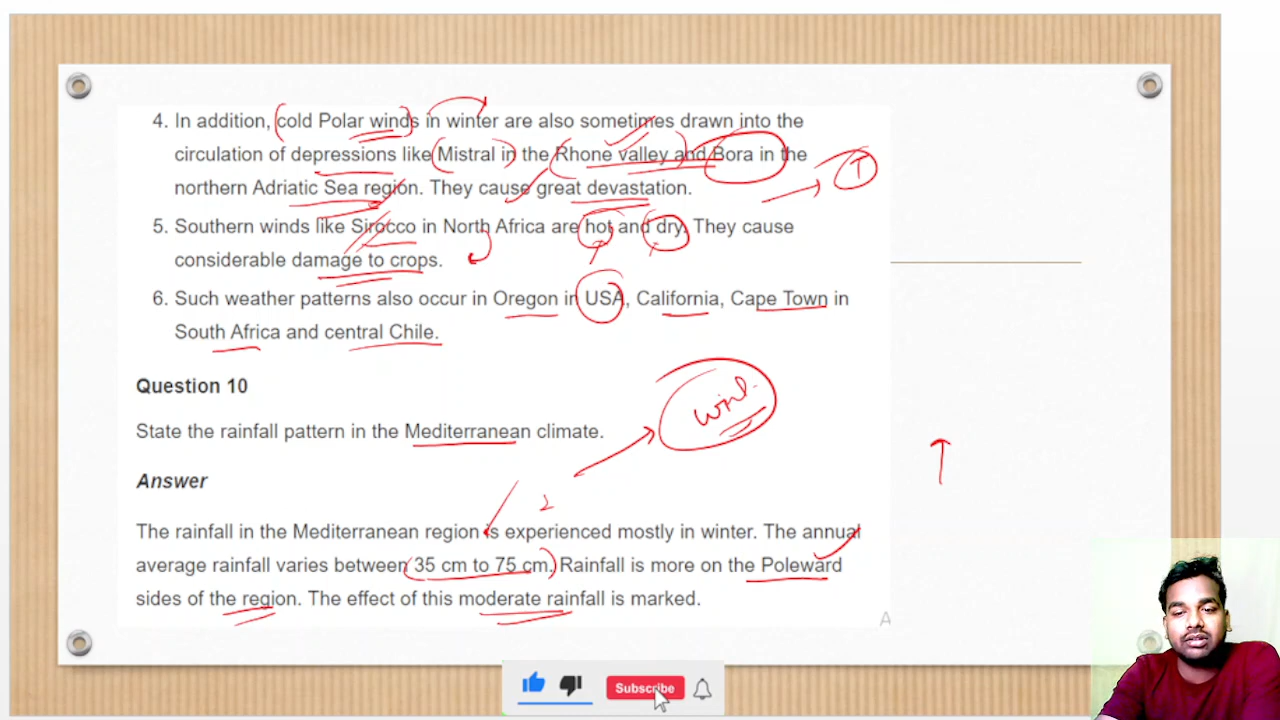 4. In addition, cold Polar winds in winter are also sometimes drawn into the
circulation of depressions like Mistral in the Rhone valley and Bora in the
northern Adriatic Sea region. They cause great devastation.
T
5. Southern winds like Sirocco in North Africa are hot and dry. They cause
considerable damage to crops.
6. Such weather patterns also occur in Oregon in USA, California, Cape Town in
South Africa and central Chile.
Question 10
State the rainfall pattern in the Mediterranean climate.
Answer
The rainfall in the Mediterranean region is experienced mostly in winter. The annual
average rainfall varies between 35 cm to 75 cm. Rainfall is more on the Poleward
sides of the region. The effect of this moderate rainfall is marked.
A
Subscribe